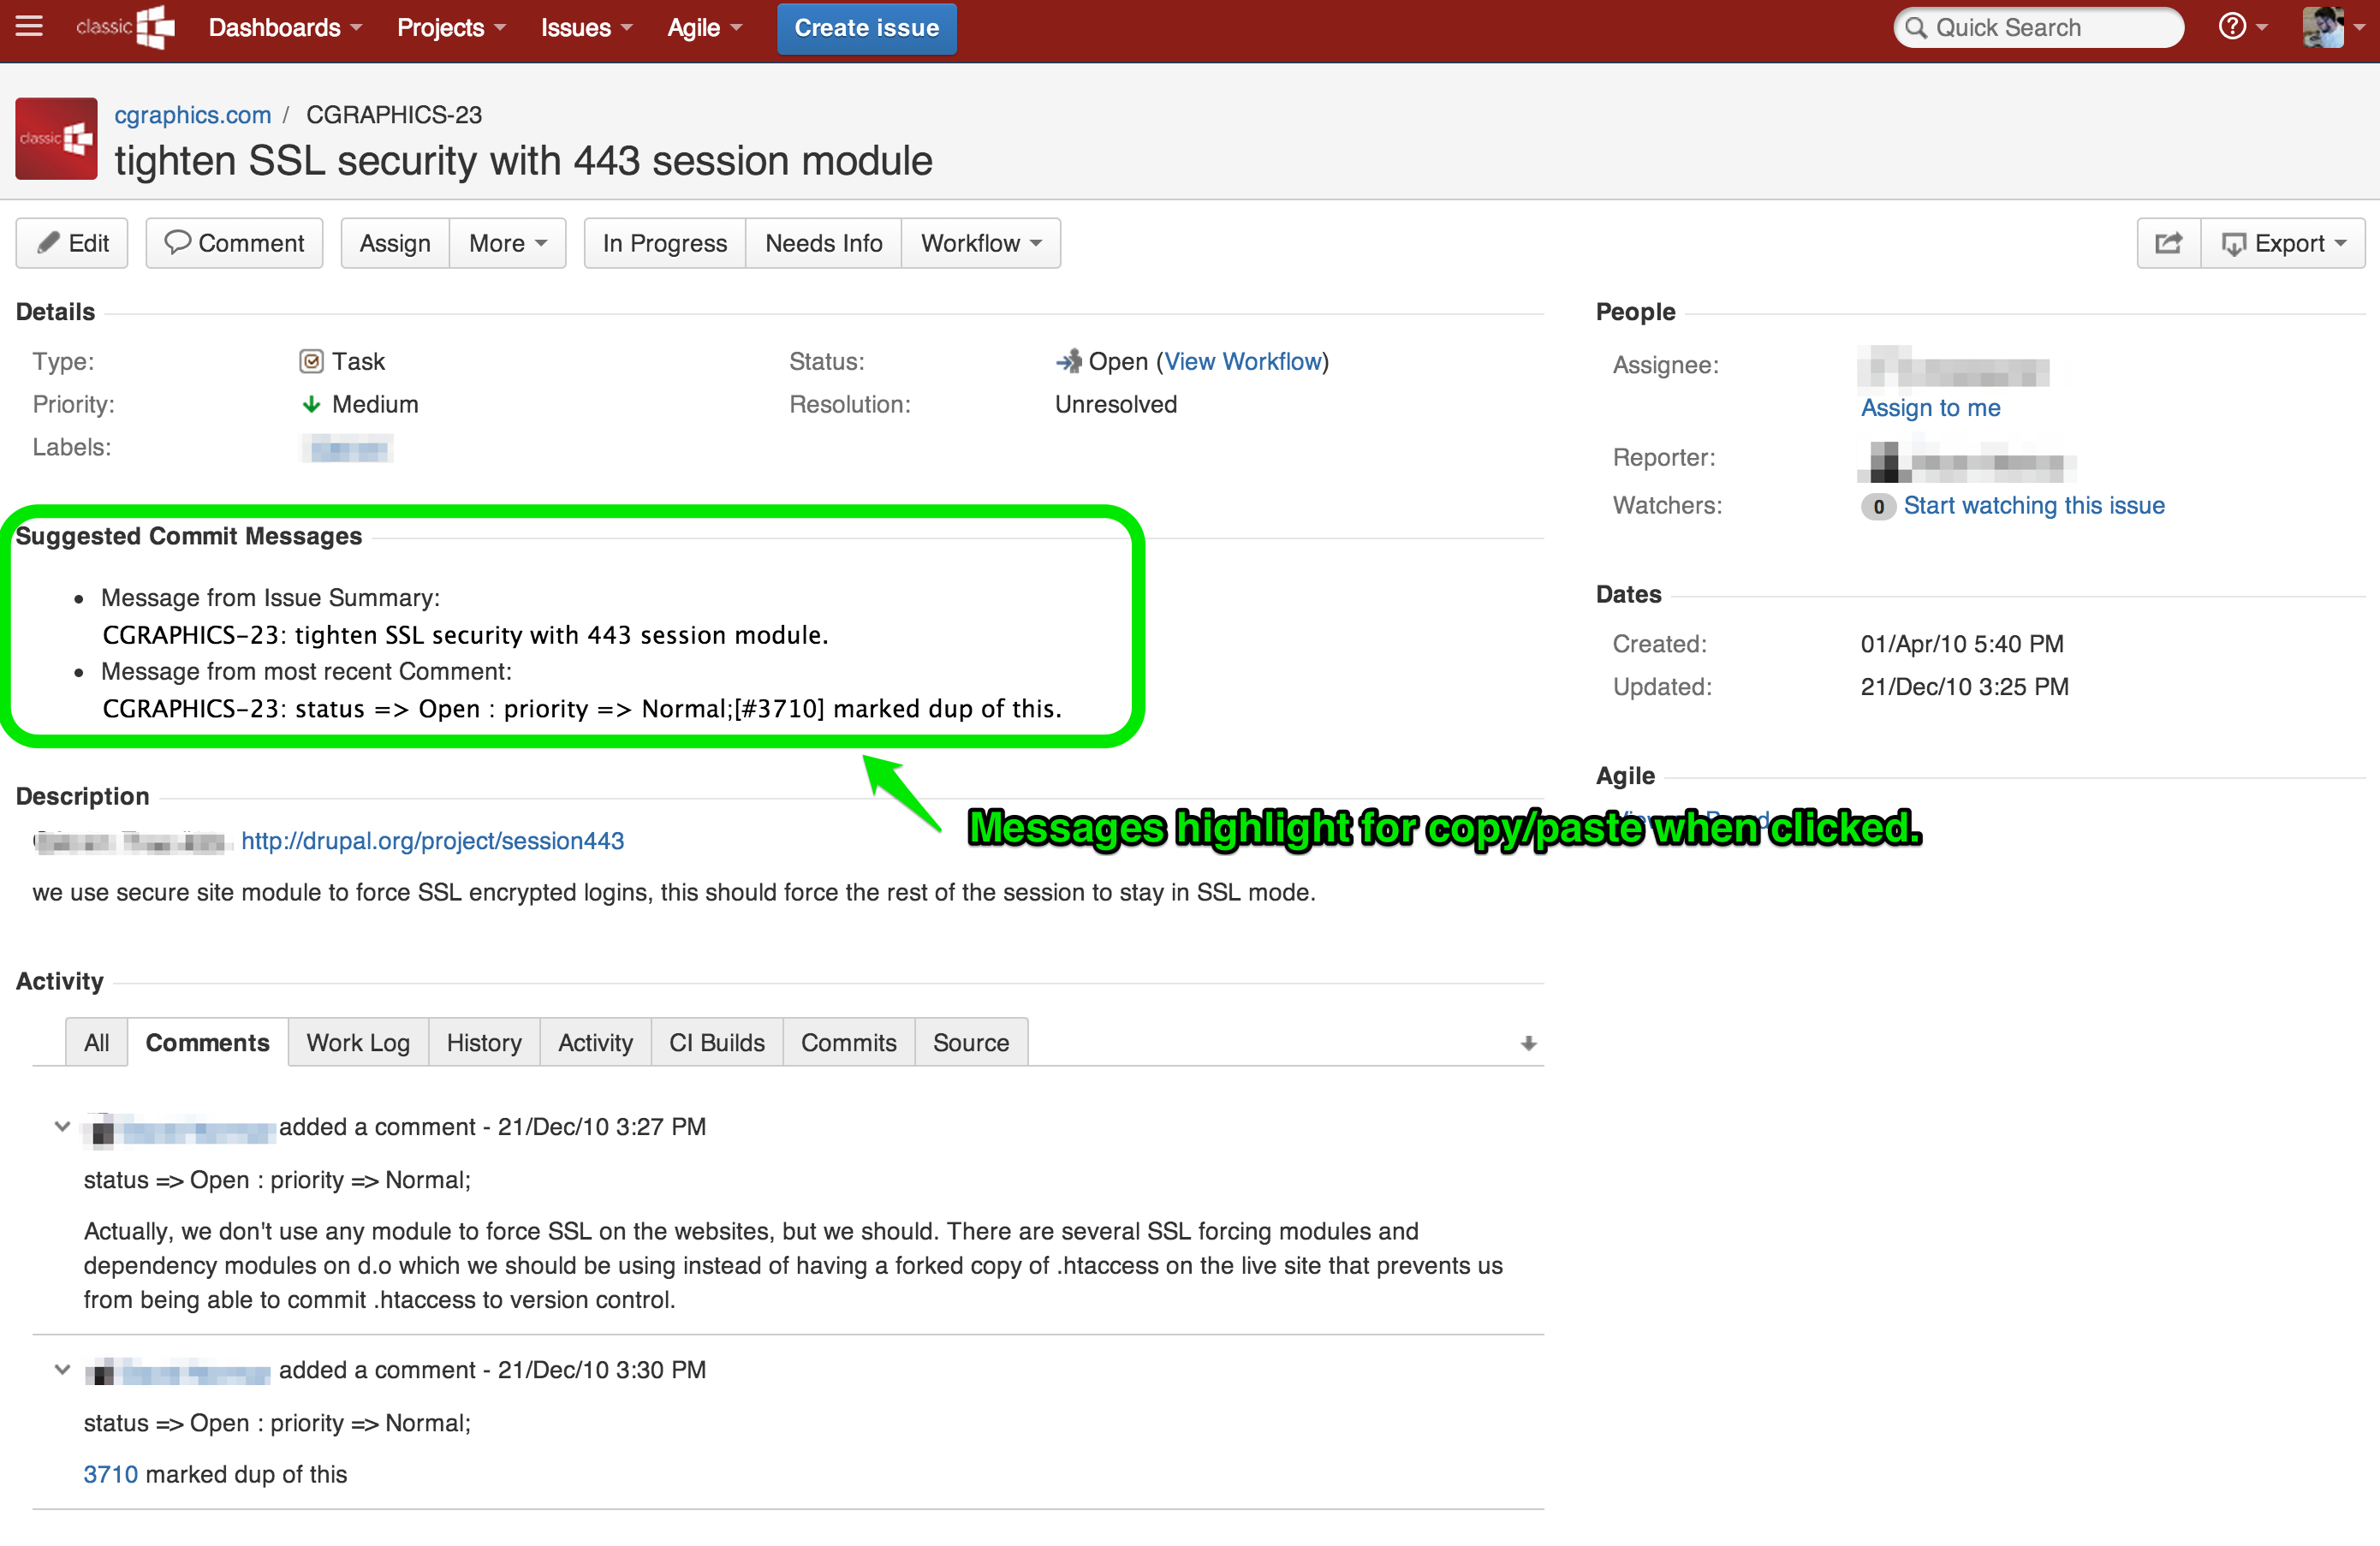 classic Dashboards Projects Issues Agile Create issue Quick Search
classic
cgraphics.com / CGRAPHICS-23
tighten SSL security with 443 session module
Edit Comment Assign More In Progress Needs Info Workflow Export
Details
Type: Task Status: Open (View Workflow)
Priority: Medium Resolution: Unresolved
Labels:
People
Assignee:
Assign to me
Reporter:
Watchers: 0 Start watching this issue
Suggested Commit Messages
• Message from Issue Summary:
CGRAPHICS-23: tighten SSL security with 443 session module.
• Message from most recent Comment:
CGRAPHICS-23: status => Open : priority => Normal;[#3710] marked dup of this.
Dates
Created: 01/Apr/10 5:40 PM
Updated: 21/Dec/10 3:25 PM
Agile
Messages highlight for copy/paste when clicked.
Description
http://drupal.org/project/session443
we use secure site module to force SSL encrypted logins, this should force the rest of the session to stay in SSL mode.
Activity
All Comments Work Log History Activity CI Builds Commits Source
added a comment - 21/Dec/10 3:27 PM
status => Open : priority => Normal;
Actually, we don't use any module to force SSL on the websites, but we should. There are several SSL forcing modules and
dependency modules on d.o which we should be using instead of having a forked copy of .htaccess on the live site that prevents us
from being able to commit .htaccess to version control.
added a comment - 21/Dec/10 3:30 PM
status => Open : priority => Normal;
3710 marked dup of this